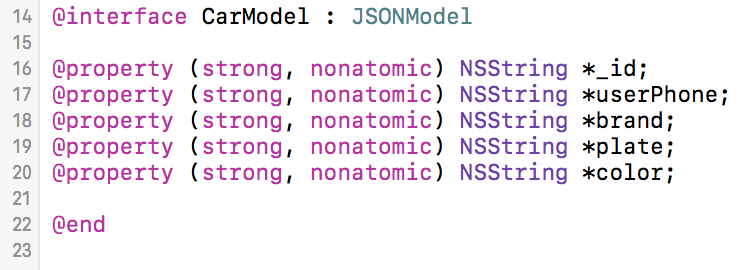 14 @interface CarModel : JSONModel
15
16 @property (strong, nonatomic) NSString *_id;
17 @property (strong, nonatomic) NSString *userPhone;
18 @property (strong, nonatomic) NSString *brand;
19 @property (strong, nonatomic) NSString *plate;
20 @property (strong, nonatomic) NSString *color;
21
22 @end
23